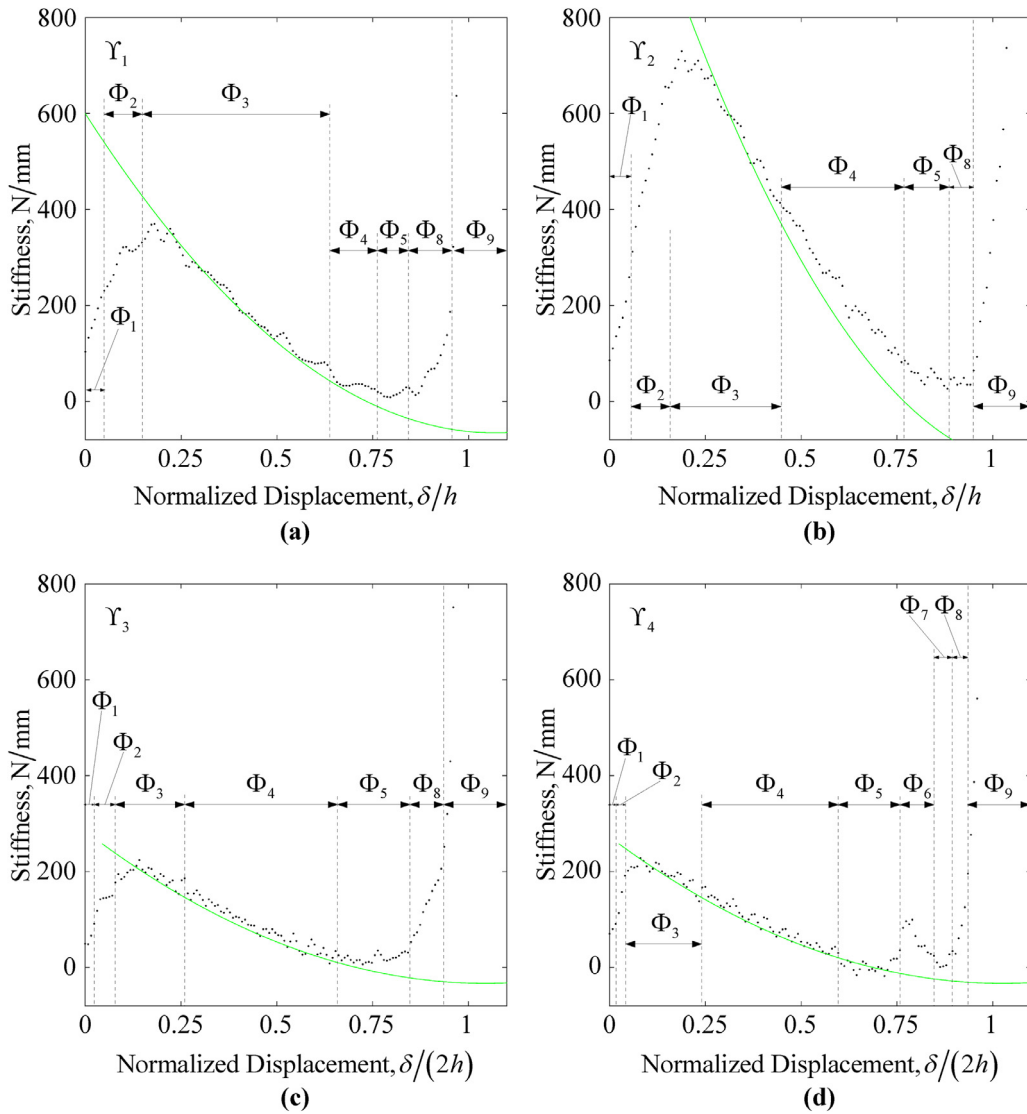 800
600
400
200
0
Stiffness, N/mm
ϒ₁
Φ₂
Φ₃
Φ₁
Φ₄
Φ₅
Φ₈
Φ₉
0
0.25
0.5
0.75
1
Normalized Displacement, δ/h
(a)
800
600
400
200
0
Stiffness, N/mm
ϒ₂
Φ₁
Φ₂
Φ₃
Φ₄
Φ₅
Φ₈
Φ₉
0
0.25
0.5
0.75
1
Normalized Displacement, δ/h
(b)
800
600
400
200
0
Stiffness, N/mm
ϒ₃
Φ₁
Φ₂
Φ₃
Φ₄
Φ₅
Φ₈
Φ₉
0
0.25
0.5
0.75
1
Normalized Displacement, δ/(2h)
(c)
800
600
400
200
0
Stiffness, N/mm
ϒ₄
Φ₇
Φ₈
Φ₁
Φ₂
Φ₄
Φ₅
Φ₆
Φ₉
Φ₃
0
0.25
0.5
0.75
1
Normalized Displacement, δ/(2h)
(d)